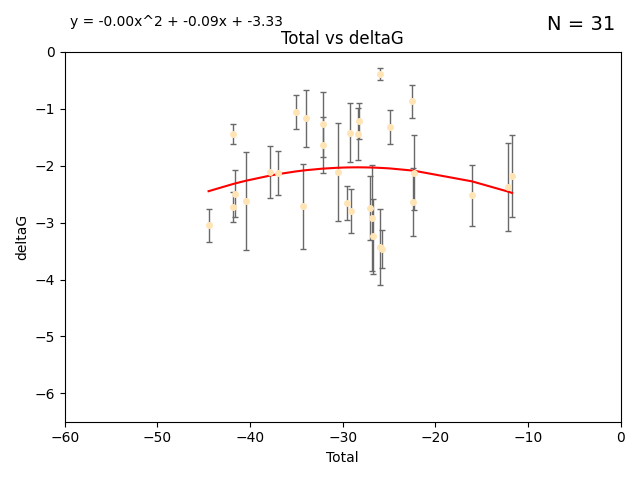 y = -0.00x^2 + -0.09x + -3.33
N = 31
Total vs deltaG
0
−1
−2
−3
−4
−5
−6
deltaG
−60 −50 −40 −30 −20 −10 0
Total